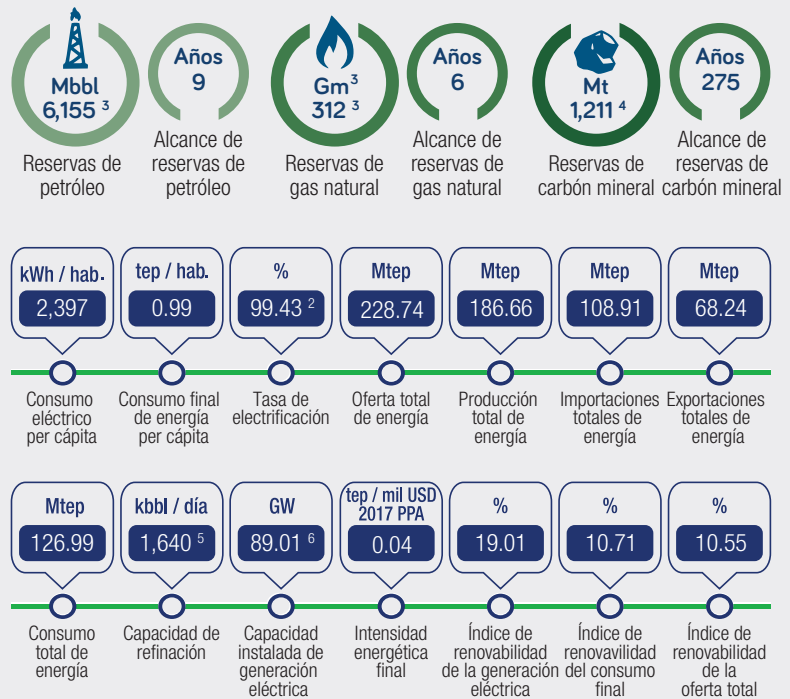 Mbbl
6,155 ³
Reservas de
petróleo
Años
9
Alcance de
reservas de
petróleo
Gm³
312 ³
Reservas de
gas natural
Años
6
Alcance de
reservas de
gas natural
Mt
1,211 ⁴
Reservas de
carbón mineral
Años
275
Alcance de
reservas de
carbón mineral
kWh / hab.
2,397
Consumo
eléctrico
per cápita
tep / hab.
0.99
Consumo final
de energía
per cápita
%
99.43 ²
Tasa de
electrificación
Mtep
228.74
Oferta total
de energía
Mtep
186.66
Producción
total de
energía
Mtep
108.91
Importaciones
totales de
energía
Mtep
68.24
Exportaciones
totales de
energía
Mtep
126.99
Consumo
total de
energía
kbbl / día
1,640 ⁵
Capacidad de
refinación
GW
89.01 ⁶
Capacidad
instalada de
generación
eléctrica
tep / mil USD
2017 PPA
0.04
Intensidad
energética
final
%
19.01
Índice de
renovabilidad
de la generación
eléctrica
%
10.71
Índice de
renovavilidad
del consumo
final
%
10.55
Índice de
renovabilidad
de la
oferta total